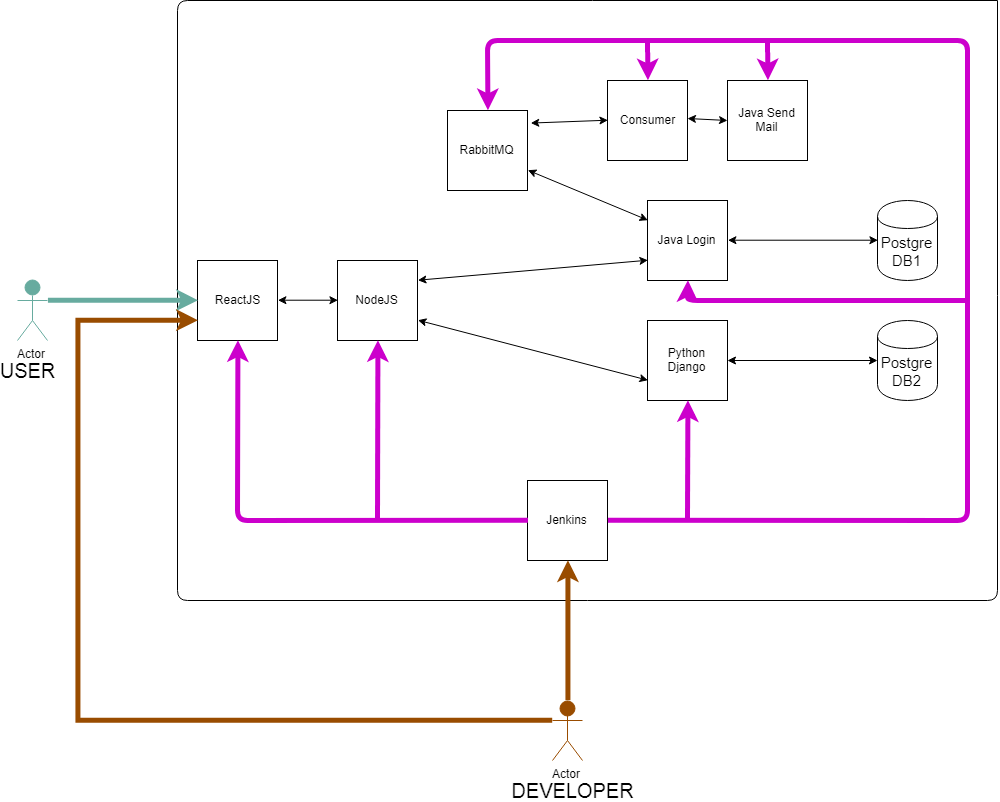 Consumer
Java Send
Mail
RabbitMQ
Java Login
Postgre
DB1
ReactJS
NodeJS
Actor
USER
Python
Django
Postgre
DB2
Jenkins
Actor
DEVELOPER